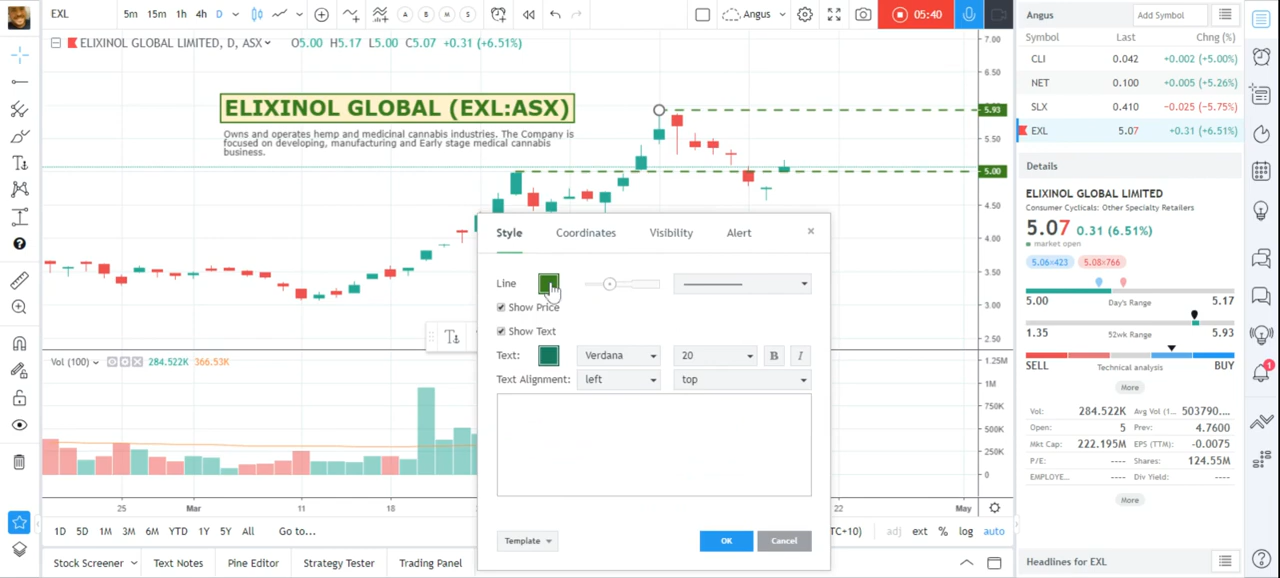 EXL
5m 15m 1h 4h D
A B M S
Angus
05:40
ELIXINOL GLOBAL LIMITED, D, ASX
O5.00 H5.17 L5.00 C5.07 +0.31 (+6.51%)
ELIXINOL GLOBAL (EXL:ASX)
Owns and operates hemp and medicinal cannabis industries. The Company is
focused on developing, manufacturing and Early stage medical cannabis
business.
7.00
6.50
5.93
5.50
5.00
4.50
4.00
3.50
3.00
2.50
Vol (100) 284.522K 366.53K
1.25M
1M
750K
500K
250K
0
25 Mar 11 18 22 May
1D 5D 1M 3M 6M YTD 1Y 5Y All Go to...
TC+10) adj ext % log auto
Stock Screener Text Notes Pine Editor Strategy Tester Trading Panel
Style Coordinates Visibility Alert ×
Line
Show Price
Show Text
Text: Verdana 20 B I
Text Alignment: left top
Template OK Cancel
Angus Add Symbol
Symbol Last Chng (%)
CLI 0.042 +0.002 (+5.00%)
NET 0.100 +0.005 (+5.26%)
SLX 0.410 −0.025 (−5.75%)
EXL 5.07 +0.31 (+6.51%)
Details
ELIXINOL GLOBAL LIMITED
Consumer Cyclicals: Other Specialty Retailers
5.07 0.31 (6.51%)
market open
5.06×423 5.08×766
5.00 Day's Range 5.17
1.35 52wk Range 5.93
SELL Technical analysis BUY
More
Vol: 284.522K Avg Vol (1... 503790....
Open: 5 Prev: 4.7600
Mkt Cap: 222.195M EPS (TTM): -0.0075
P/E: ---- Shares: 124.55M
EMPLOYE... ---- Div Yield: ----
More
Headlines for EXL
1